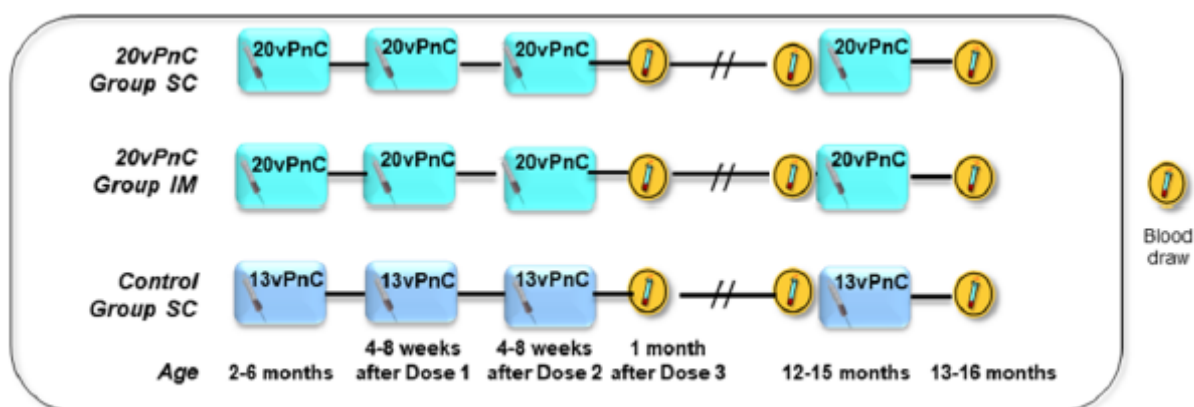 20vPnC
Group SC
20vPnC 20vPnC 20vPnC 20vPnC
20vPnC
Group IM
20vPnC 20vPnC 20vPnC 20vPnC
Control
Group SC
13vPnC 13vPnC 13vPnC 13vPnC
Blood
draw
Age
2-6 months
4-8 weeks
after Dose 1
4-8 weeks
after Dose 2
1 month
after Dose 3
12-15 months
13-16 months